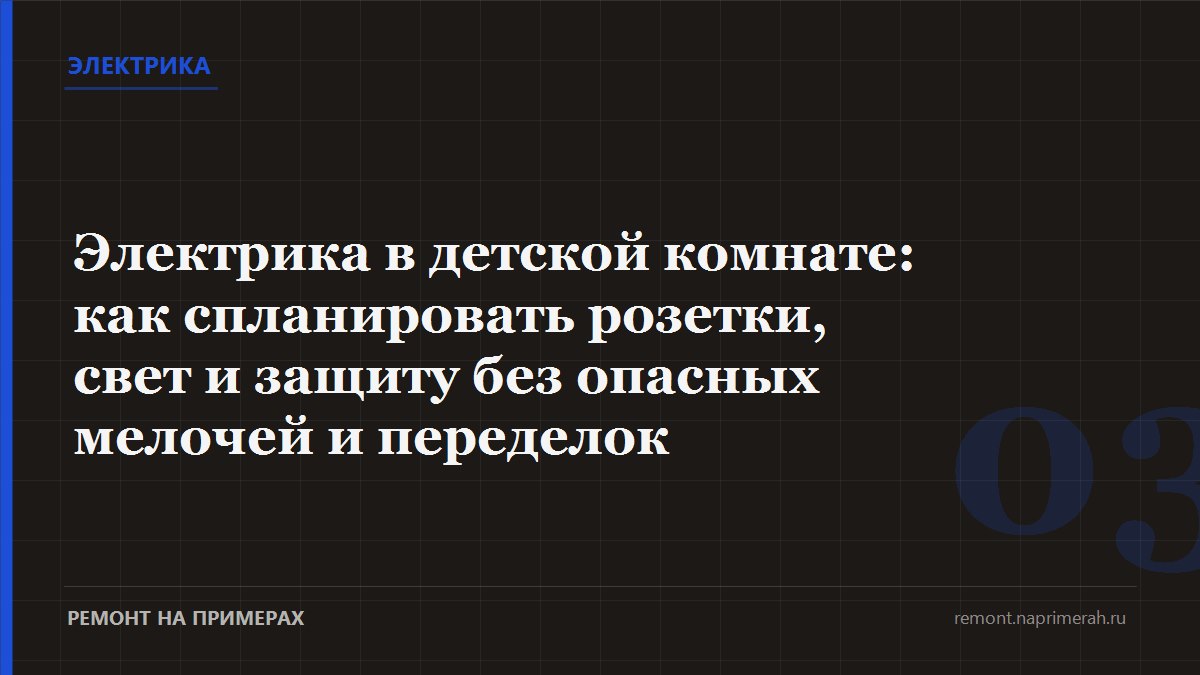 ЭЛЕКТРИКА
Электрика в детской комнате:
как спланировать розетки,
свет и защиту без опасных
мелочей и переделок
03
РЕМОНТ НА ПРИМЕРАХ
remont.naprimerah.ru